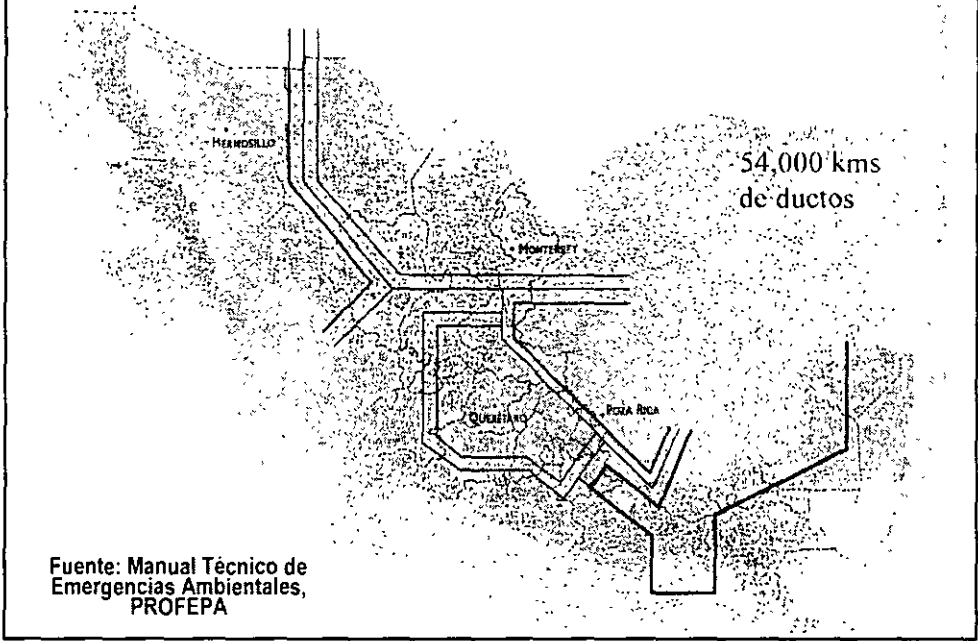 HERMOSILLO
54,000 kms
de ductos
MONTERREY
QUERÉTARO
POZA RICA
Fuente: Manual Técnico de
Emergencias Ambientales,
PROFEPA